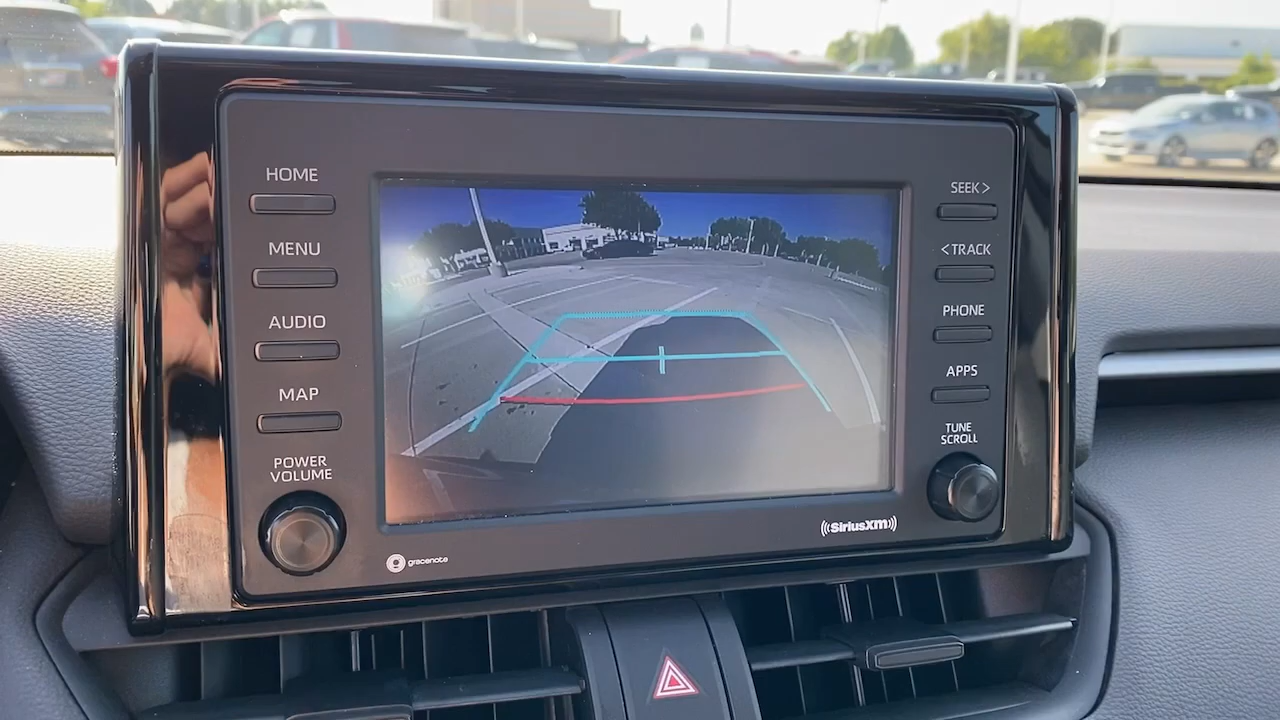 HOME
MENU
AUDIO
MAP
POWER
VOLUME
gracenote
SEEK>
<TRACK
PHONE
APPS
TUNE
SCROLL
((SiriusXM))